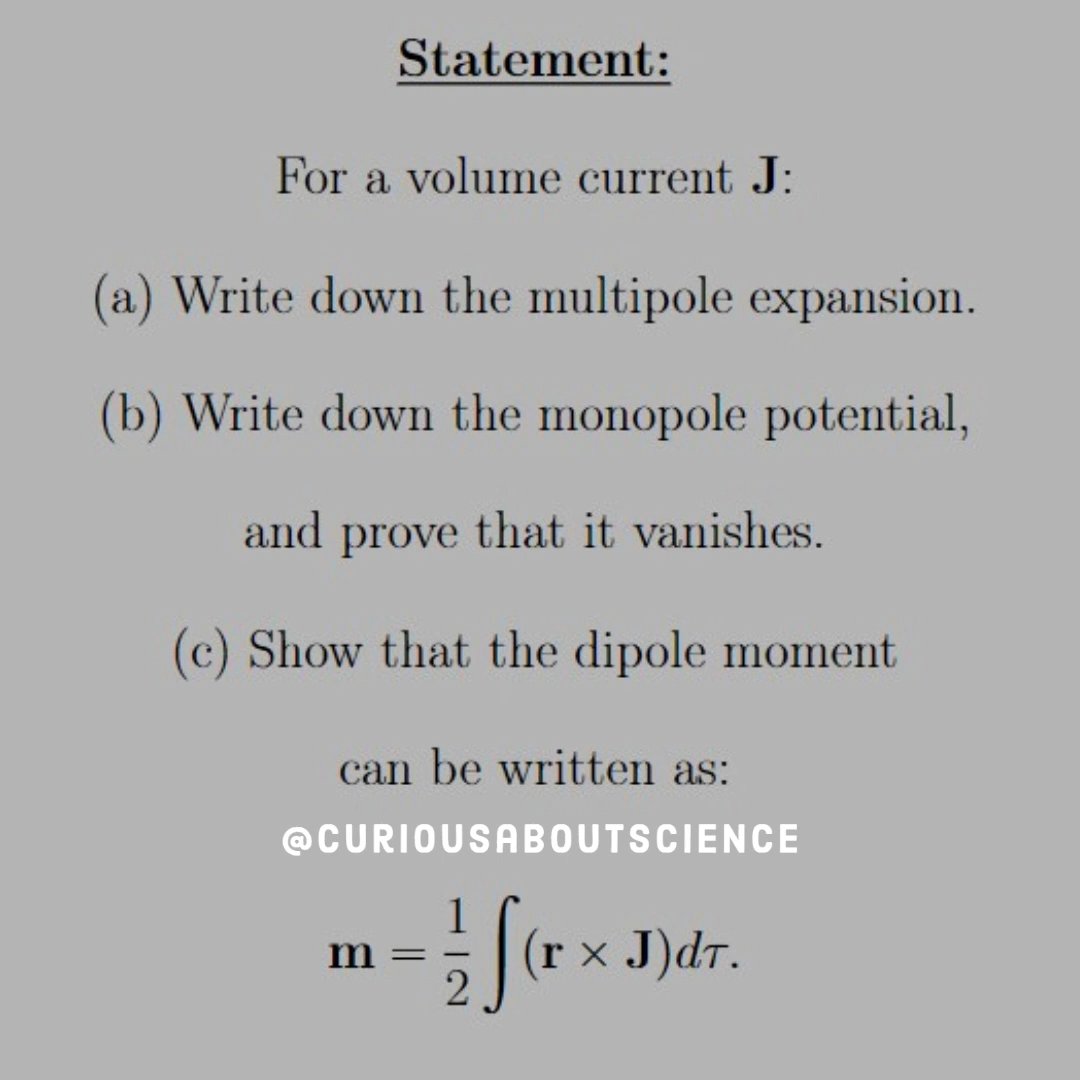 Statement:
For a volume current J:
(a) Write down the multipole expansion.
(b) Write down the monopole potential,
and prove that it vanishes.
(c) Show that the dipole moment
can be written as:
@CURIOUSABOUTSCIENCE
m = 1/2 ∫(r × J)dτ.